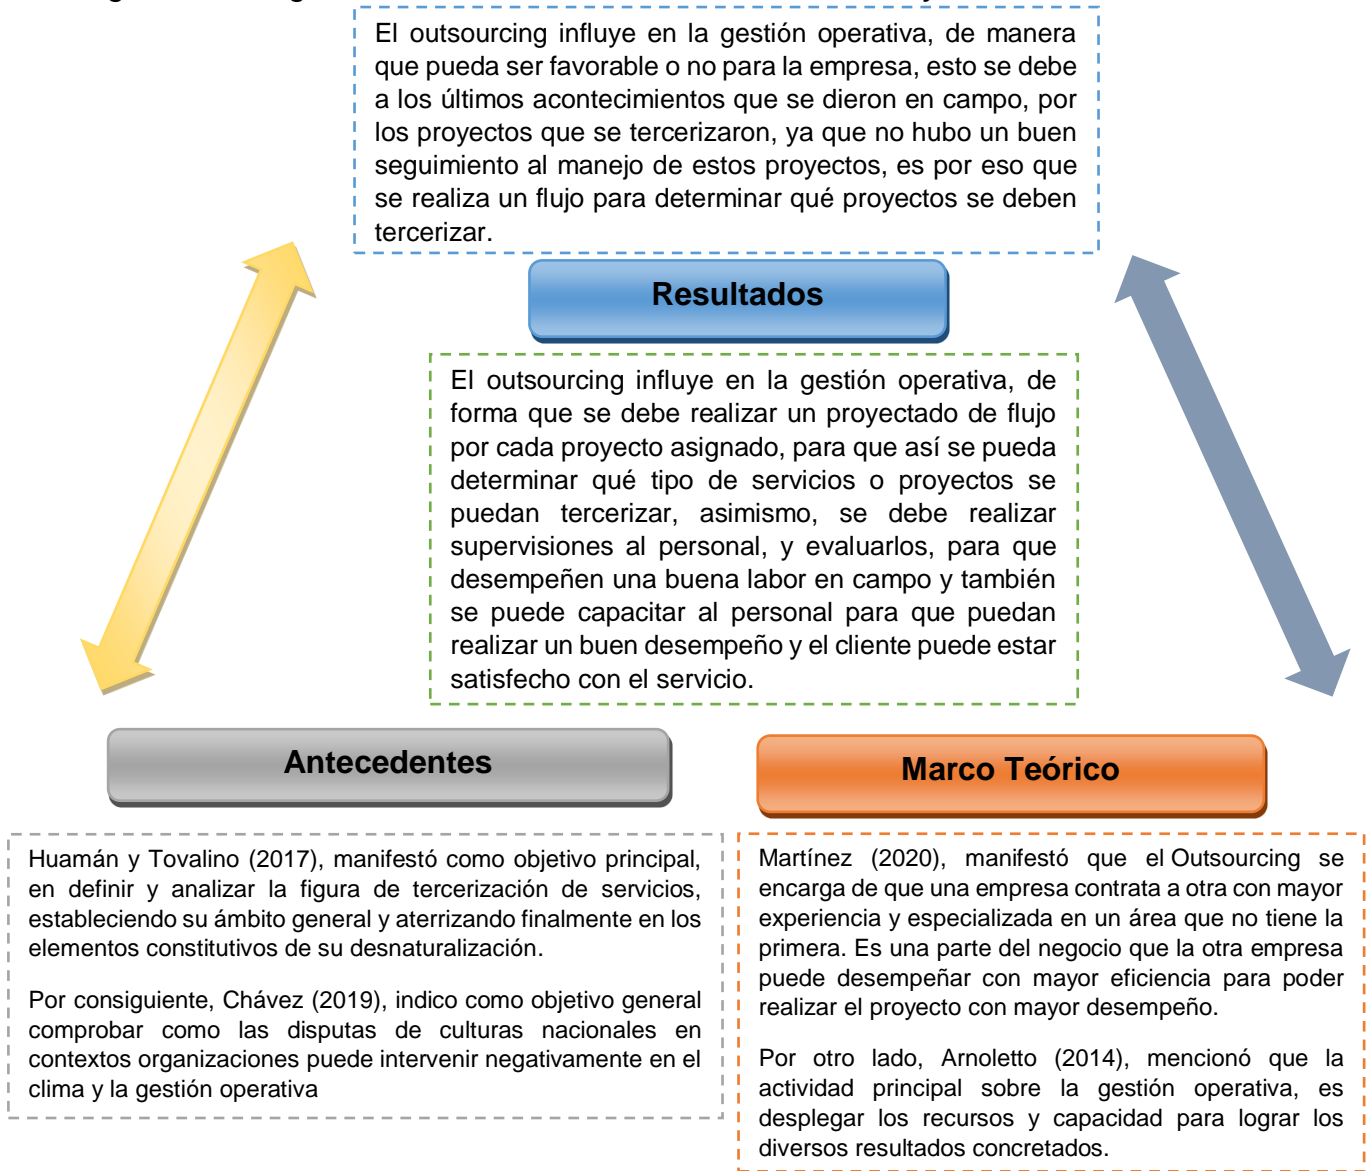 El outsourcing influye en la gestión operativa, de manera
que pueda ser favorable o no para la empresa, esto se debe
a los últimos acontecimientos que se dieron en campo, por
los proyectos que se tercerizaron, ya que no hubo un buen
seguimiento al manejo de estos proyectos, es por eso que
se realiza un flujo para determinar qué proyectos se deben
tercerizar.
Resultados
El outsourcing influye en la gestión operativa, de
forma que se debe realizar un proyectado de flujo
por cada proyecto asignado, para que así se pueda
determinar qué tipo de servicios o proyectos se
puedan tercerizar, asimismo, se debe realizar
supervisiones al personal, y evaluarlos, para que
desempeñen una buena labor en campo y también
se puede capacitar al personal para que puedan
realizar un buen desempeño y el cliente puede estar
satisfecho con el servicio.
Antecedentes
Huamán y Tovalino (2017), manifestó como objetivo principal,
en definir y analizar la figura de tercerización de servicios,
estableciendo su ámbito general y aterrizando finalmente en los
elementos constitutivos de su desnaturalización.
Por consiguiente, Chávez (2019), indico como objetivo general
comprobar como las disputas de culturas nacionales en
contextos organizaciones puede intervenir negativamente en el
clima y la gestión operativa
Marco Teórico
Martínez (2020), manifestó que el Outsourcing se
encarga de que una empresa contrata a otra con mayor
experiencia y especializada en un área que no tiene la
primera. Es una parte del negocio que la otra empresa
puede desempeñar con mayor eficiencia para poder
realizar el proyecto con mayor desempeño.
Por otro lado, Arnoletto (2014), mencionó que la
actividad principal sobre la gestión operativa, es
desplegar los recursos y capacidad para lograr los
diversos resultados concretados.